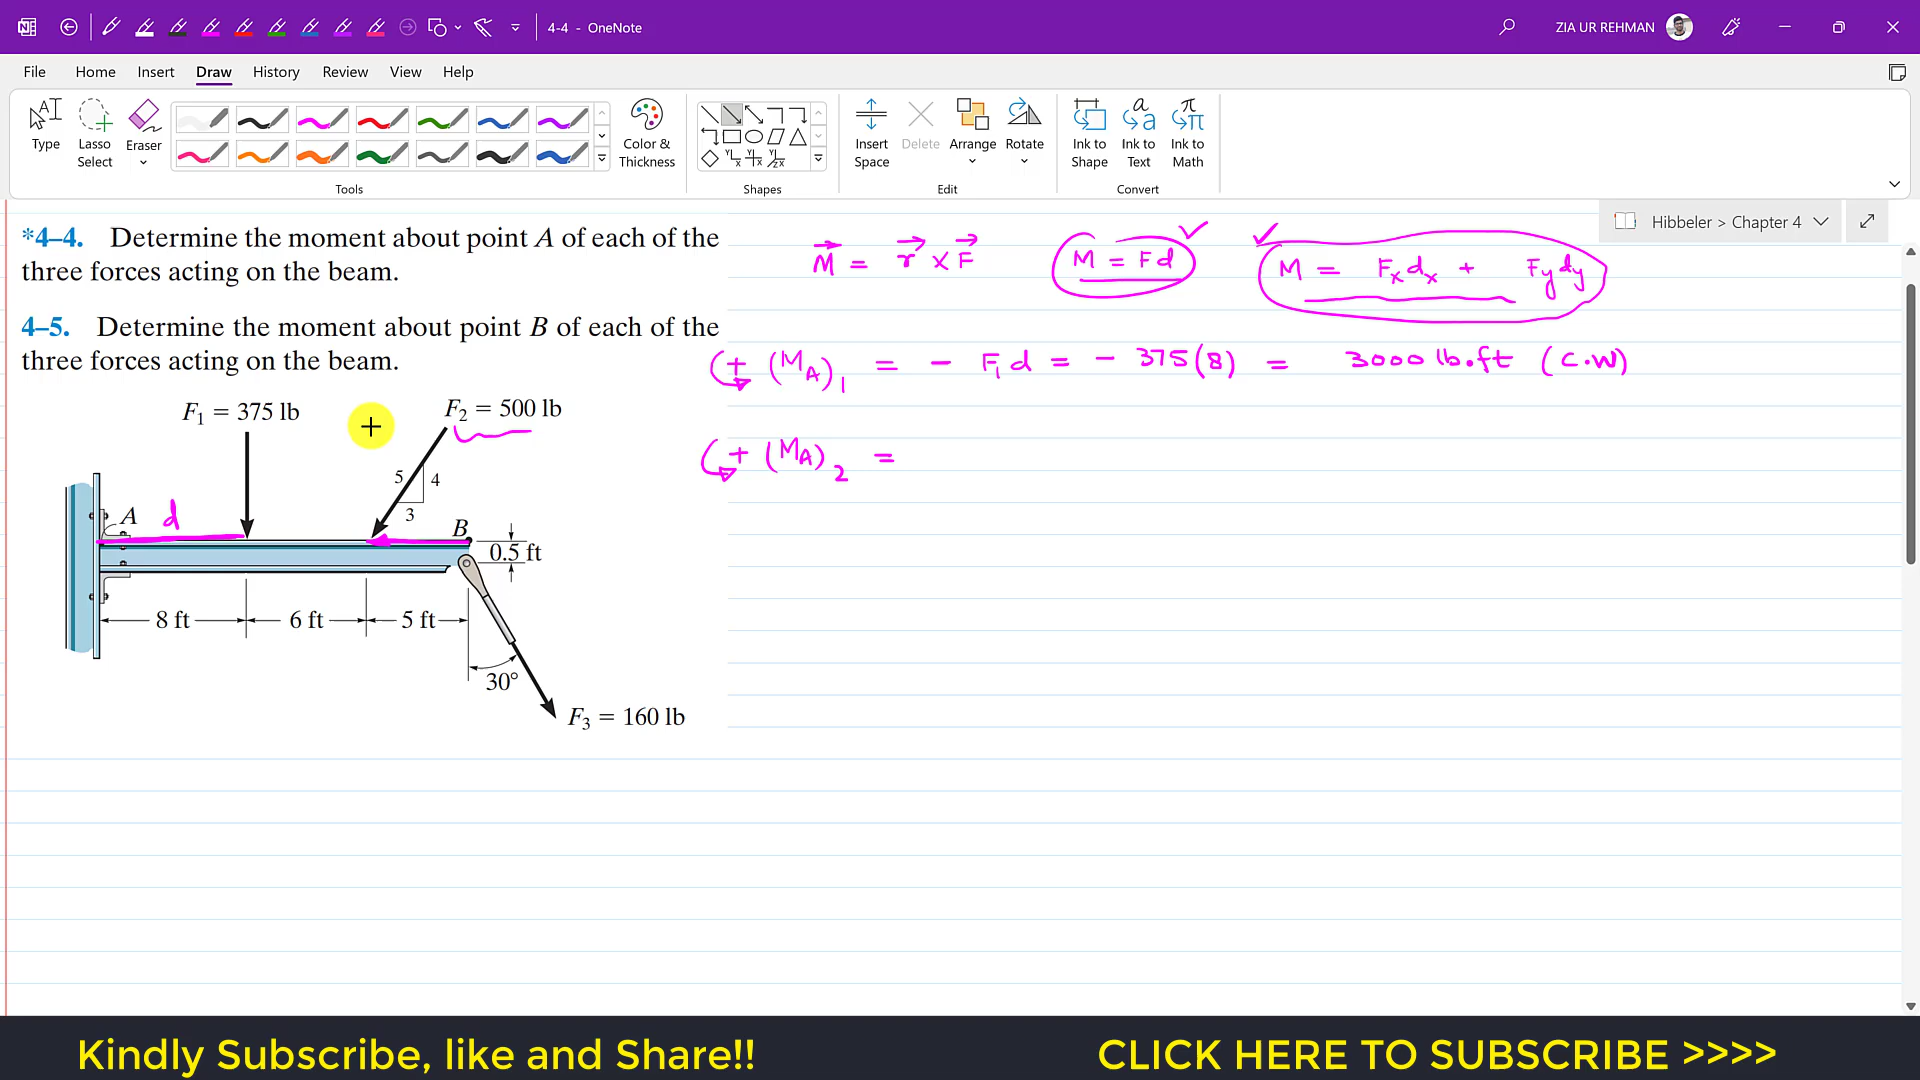 4-4 - OneNote
ZIA UR REHMAN
File Home Insert Draw History Review View Help
Type
Lasso Select
Eraser
Color & Thickness
Insert Space
Delete
Arrange
Rotate
Ink to Shape
Ink to Text
Ink to Math
Tools
Shapes
Edit
Convert
Hibbeler > Chapter 4
*4–4. Determine the moment about point A of each of the
three forces acting on the beam.
4–5. Determine the moment about point B of each of the
three forces acting on the beam.
M = r × F
M = Fd
M = Fx dx + Fy dy
+ (MA)1 = - F1 d = - 375(8) = 3000 lb.ft (C.W)
+ (MA)2 =
F1 = 375 lb
F2 = 500 lb
5
4
3
A
d
B
0.5 ft
8 ft
6 ft
5 ft
30°
F3 = 160 lb
Kindly Subscribe, like and Share!!
CLICK HERE TO SUBSCRIBE >>>>